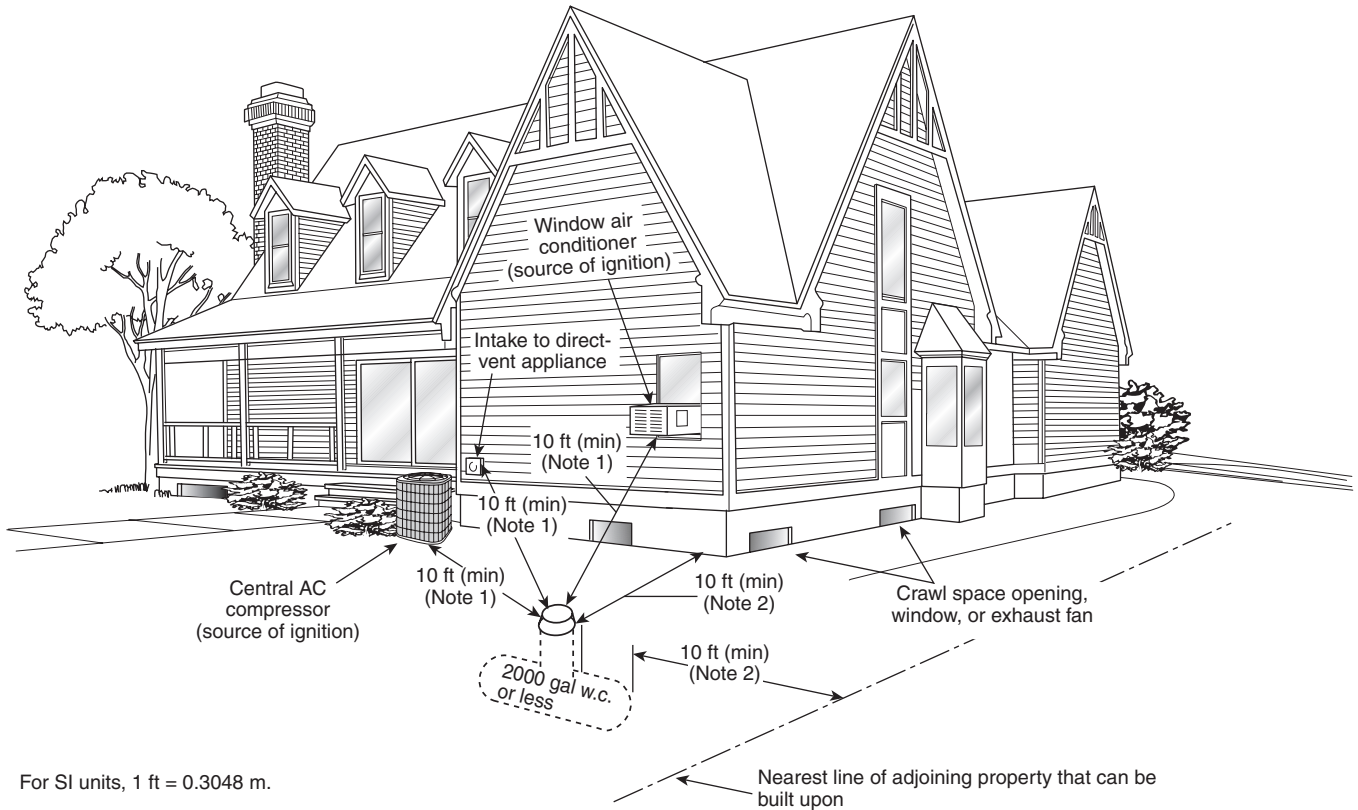 Window air
conditioner
(source of ignition)
Intake to direct-
vent appliance
10 ft (min)
(Note 1)
10 ft (min)
(Note 1)
10 ft (min)
(Note 1)
10 ft (min)
(Note 2)
Central AC
compressor
(source of ignition)
Crawl space opening,
window, or exhaust fan
10 ft (min)
(Note 2)
2000 gal w.c.
or less
For SI units, 1 ft = 0.3048 m.
Nearest line of adjoining property that can be
built upon